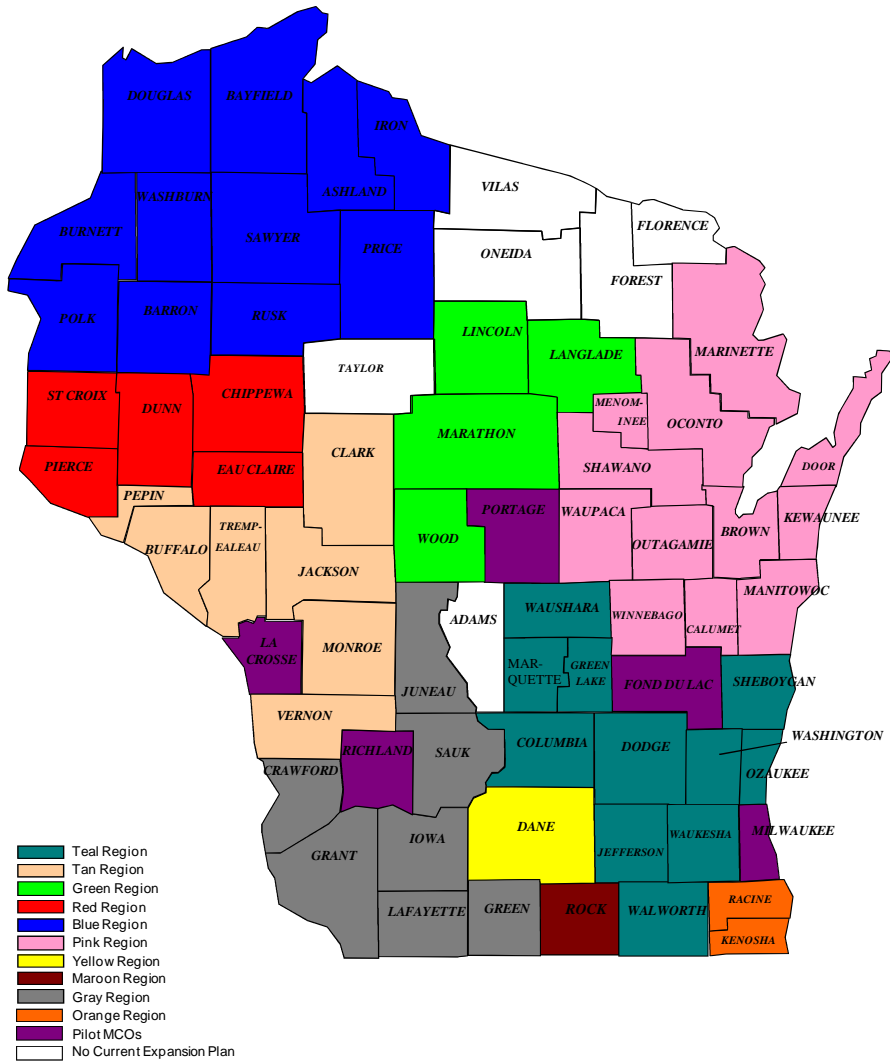 DOUGLAS
BAYFIELD
IRON
ASHLAND
WASHBURN
VILAS
BURNETT
SAWYER
PRICE
FLORENCE
ONEIDA
FOREST
POLK
BARRON
RUSK
LINCOLN
LANGLADE
MARINETTE
TAYLOR
ST CROIX
DUNN
CHIPPEWA
MENOM-
INEE
OCONTO
MARATHON
CLARK
PIERCE
EAU CLAIRE
SHAWANO
DOOR
PEPIN
PORTAGE
WAUPACA
BROWN
KEWAUNEE
TREMP-
EALEAU
BUFFALO
WOOD
OUTAGAMIE
JACKSON
MANITOWOC
WAUSHARA
WINNEBAGO
ADAMS
CALUMET
LA
CROSSE
MONROE
MAR-
QUETTE
GREEN
LAKE
JUNEAU
FOND DU LAC
SHEBOYGAN
VERNON
RICHLAND
SAUK
COLUMBIA
DODGE
WASHINGTON
CRAWFORD
OZAUKEE
DANE
WAUKESHA
MILWAUKEE
IOWA
GRANT
JEFFERSON
LAFAYETTE
GREEN
ROCK
WALWORTH
RACINE
KENOSHA
Teal Region
Tan Region
Green Region
Red Region
Blue Region
Pink Region
Yellow Region
Maroon Region
Gray Region
Orange Region
Pilot MCOs
No Current Expansion Plan